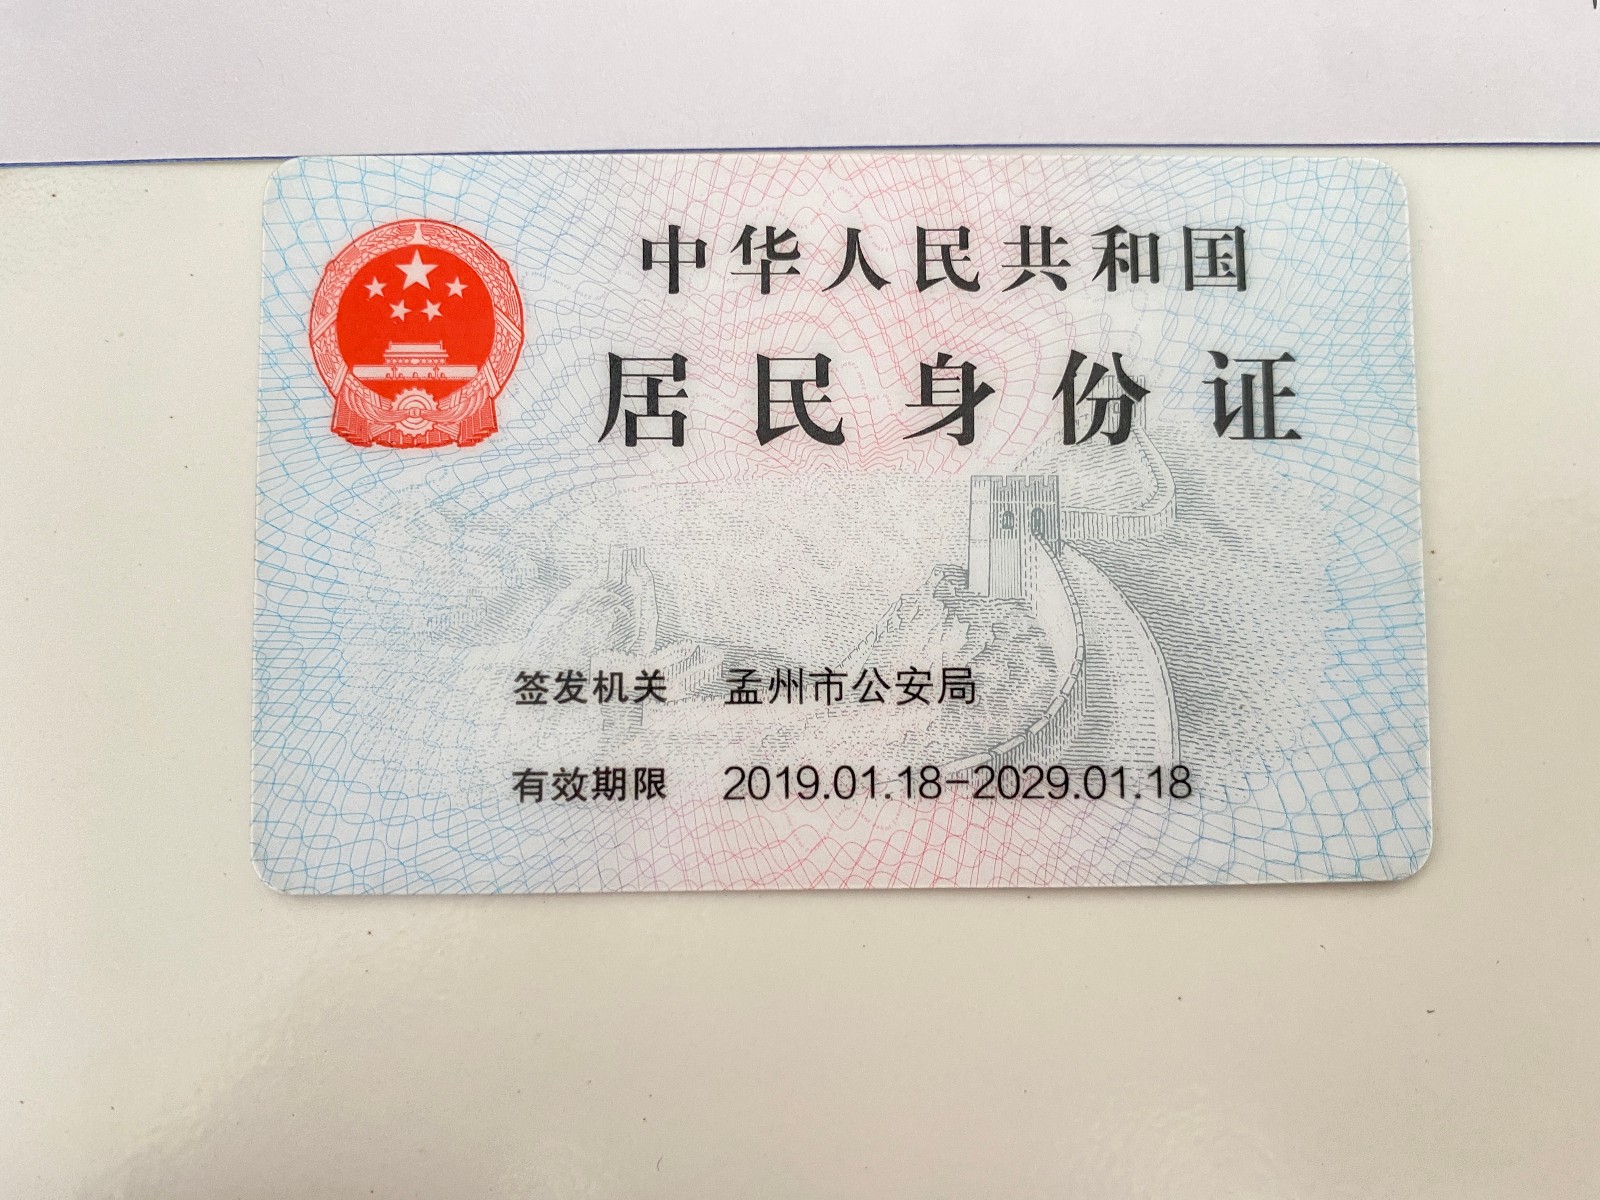 中华人民共和国
居民身份证
签发机关 孟州市公安局
有效期限 2019.01.18-2029.01.18